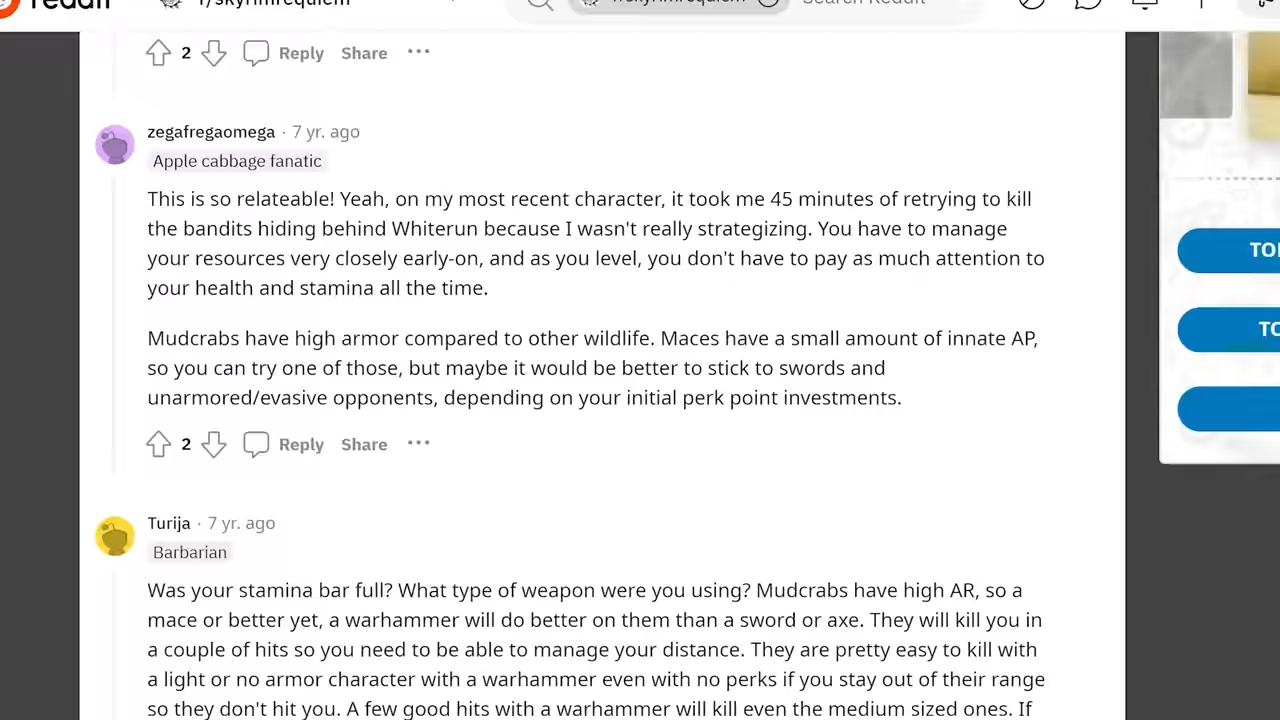 reddit r/skyrimrequiem r/skyrimrequiem Search Reddit
2 Reply Share
zegafregaomega · 7 yr. ago
Apple cabbage fanatic
This is so relateable! Yeah, on my most recent character, it took me 45 minutes of retrying to kill
the bandits hiding behind Whiterun because I wasn't really strategizing. You have to manage
your resources very closely early-on, and as you level, you don't have to pay as much attention to
your health and stamina all the time.
Mudcrabs have high armor compared to other wildlife. Maces have a small amount of innate AP,
so you can try one of those, but maybe it would be better to stick to swords and
unarmored/evasive opponents, depending on your initial perk point investments.
2 Reply Share
Turija · 7 yr. ago
Barbarian
Was your stamina bar full? What type of weapon were you using? Mudcrabs have high AR, so a
mace or better yet, a warhammer will do better on them than a sword or axe. They will kill you in
a couple of hits so you need to be able to manage your distance. They are pretty easy to kill with
a light or no armor character with a warhammer even with no perks if you stay out of their range
so they don't hit you. A few good hits with a warhammer will kill even the medium sized ones. If